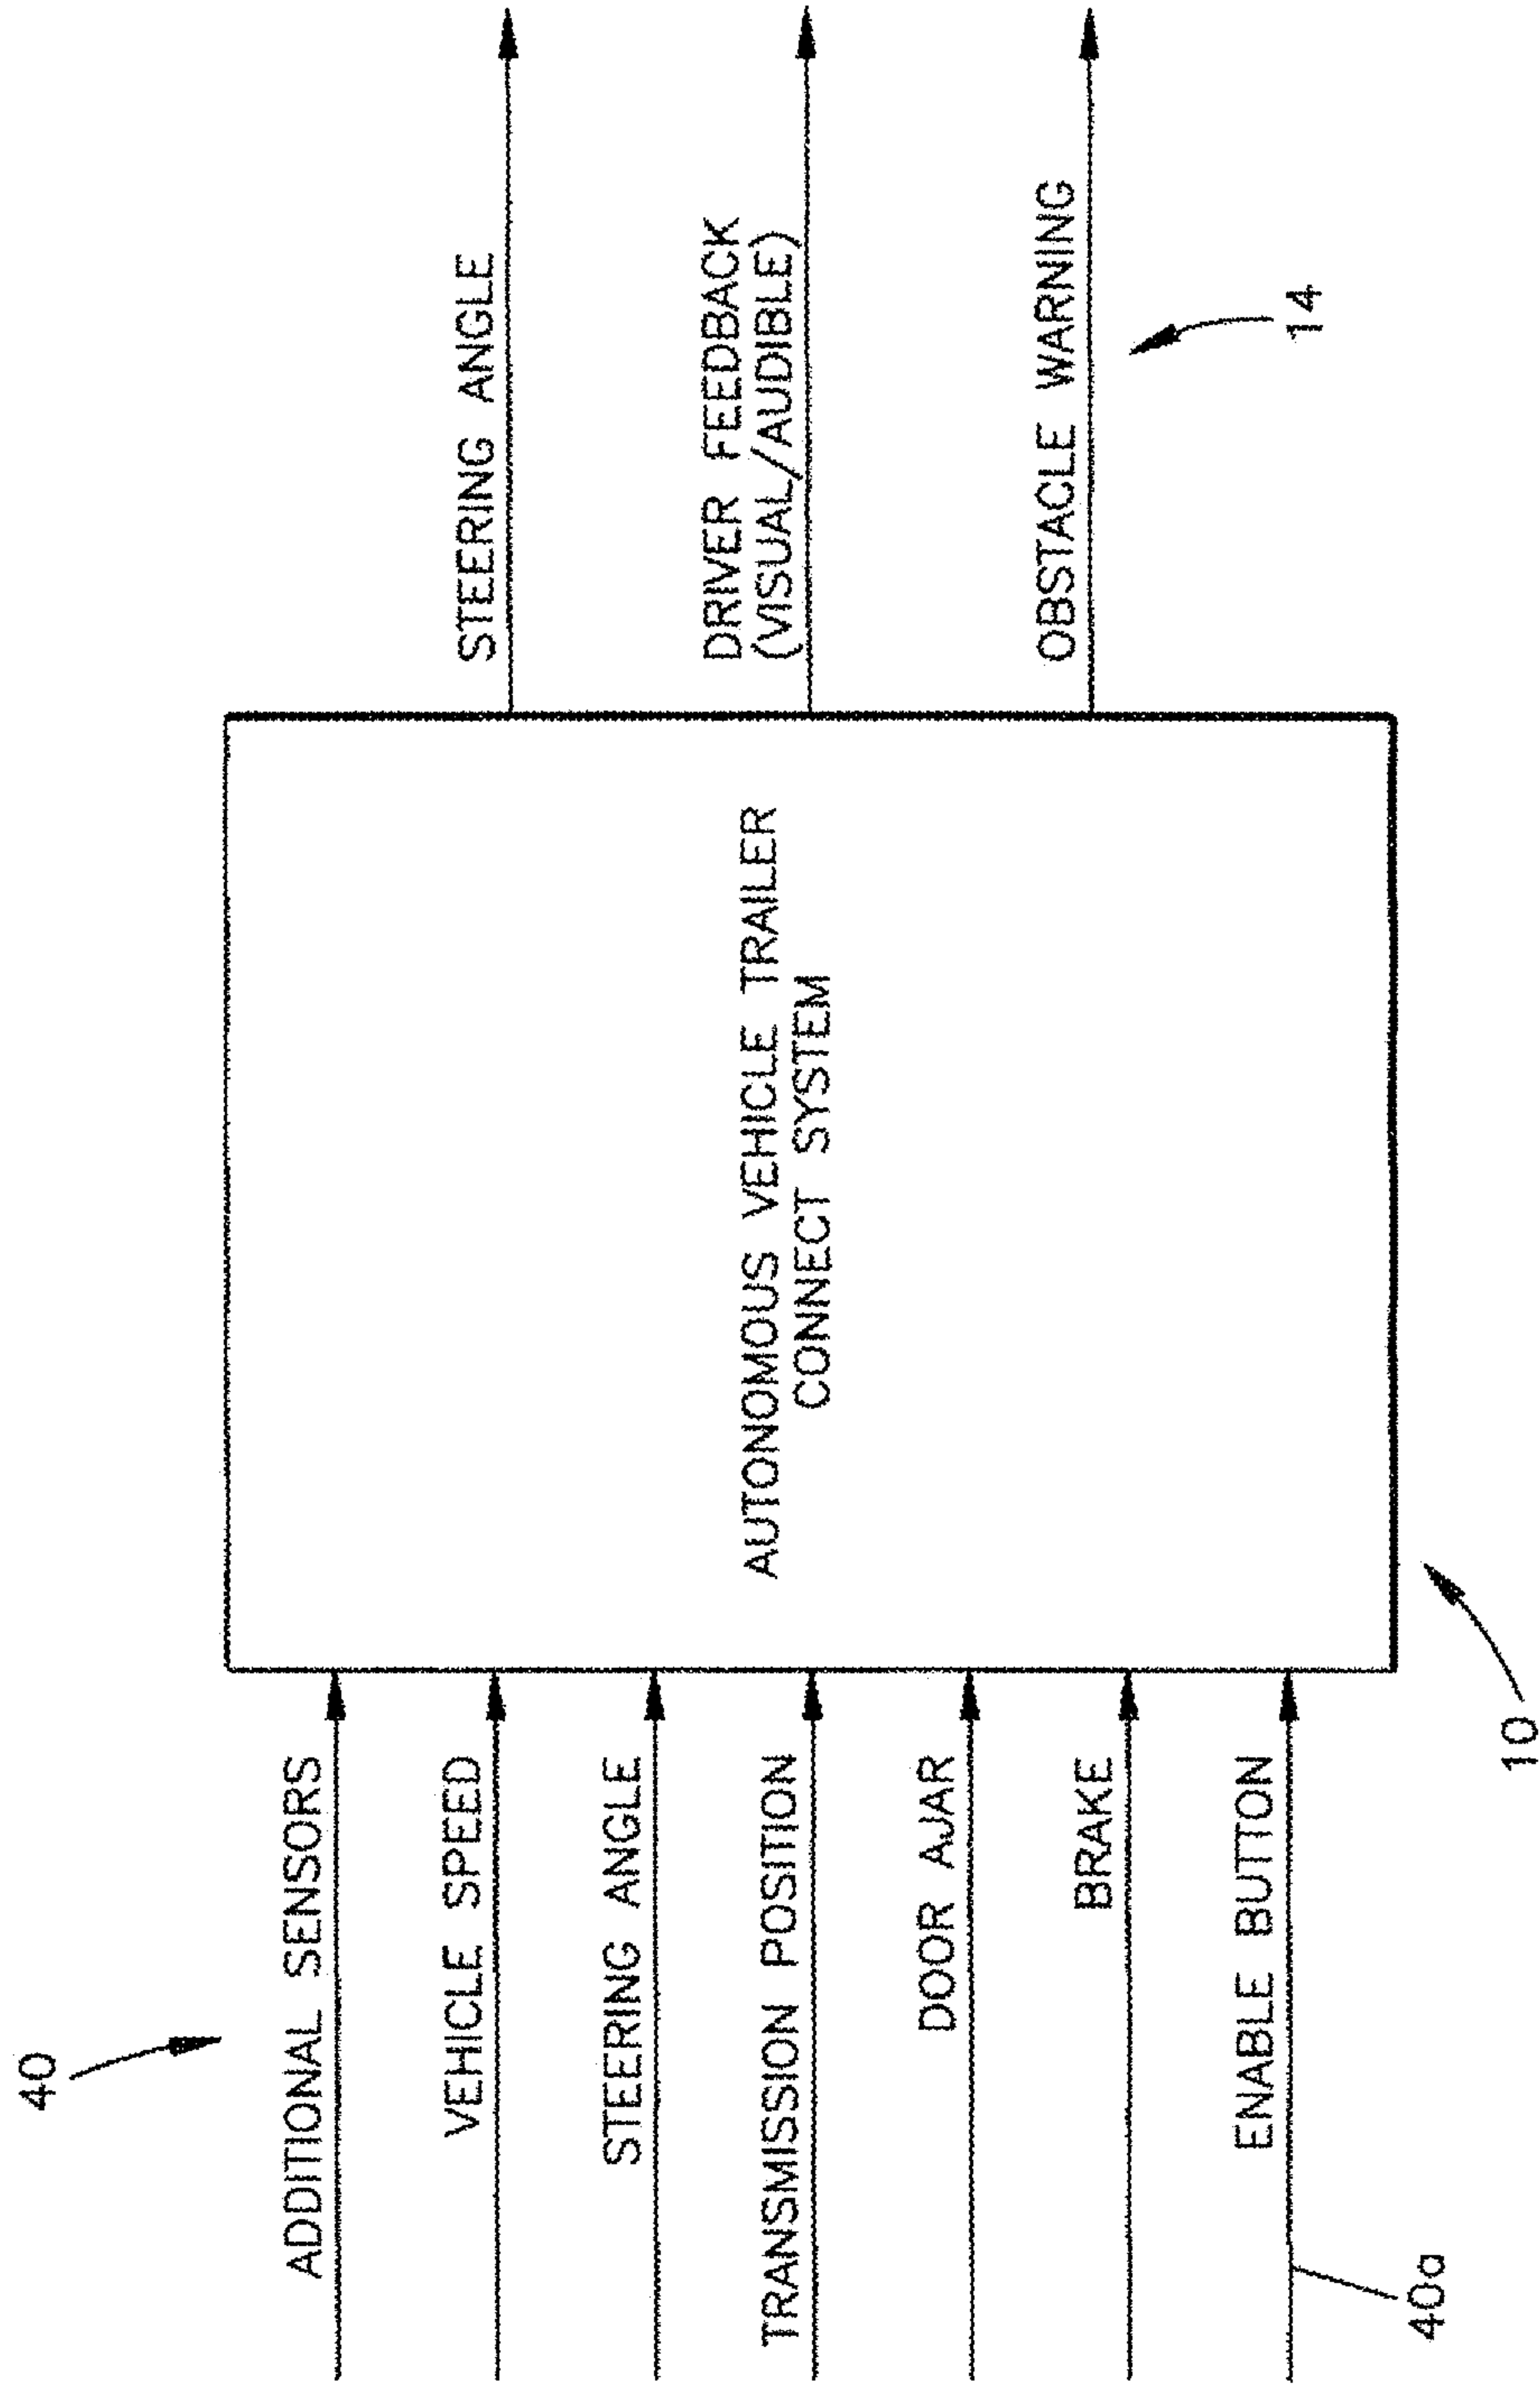 40
ADDITIONAL SENSORS
VEHICLE SPEED
STEERING ANGLE
TRANSMISSION POSITION
DOOR AJAR
BRAKE
ENABLE BUTTON
40a
AUTONOMOUS VEHICLE TRAILER
CONNECT SYSTEM
10
STEERING ANGLE
DRIVER FEEDBACK
(VISUAL/AUDIBLE)
OBSTACLE WARNING
14